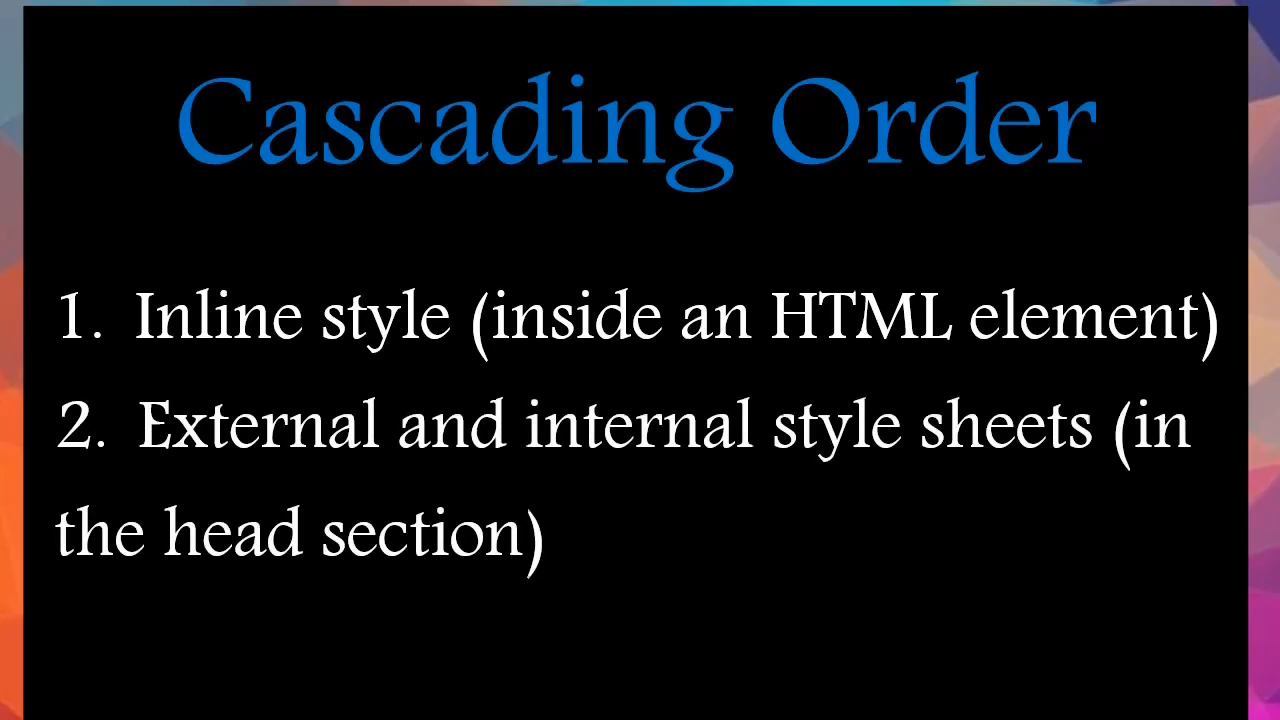 Cascading Order
1. Inline style (inside an HTML element)
2. External and internal style sheets (in
the head section)